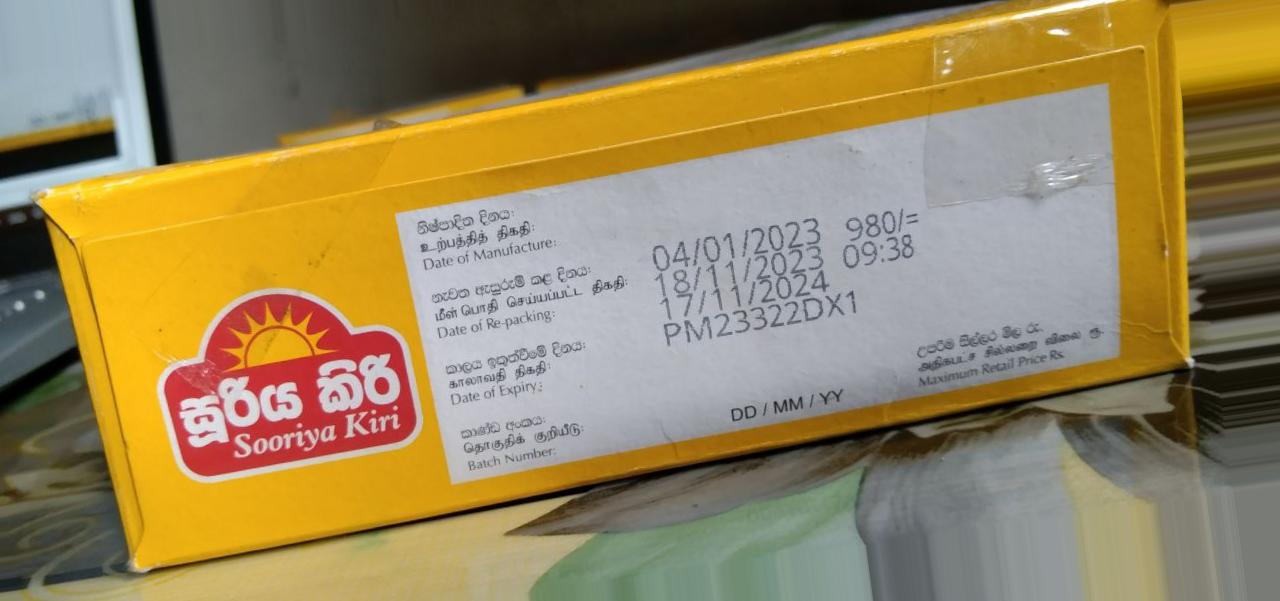 සූරිය කිරි
Sooriya Kiri
නිෂ්පාදිත දිනය:
உற்பத்தித் திகதி:
Date of Manufacture:
නැවත ඇසුරුම් කළ දිනය:
மீள் பொதி செய்யப்பட்ட திகதி:
Date of Re-packing:
කාලය ඉකුත්වීමේ දිනය:
காலாவதி திகதி:
Date of Expiry:
කාණ්ඩ අංකය:
தொகுதிக் குறியீடு:
Batch Number:
04/01/2023 980/=
18/11/2023 09:38
17/11/2024
PM23322DX1
DD / MM / YY
උපරිම සිල්ලර මිල රු.
அதிகபட்ச சில்லறை விலை ரூ.
Maximum Retail Price Rs.